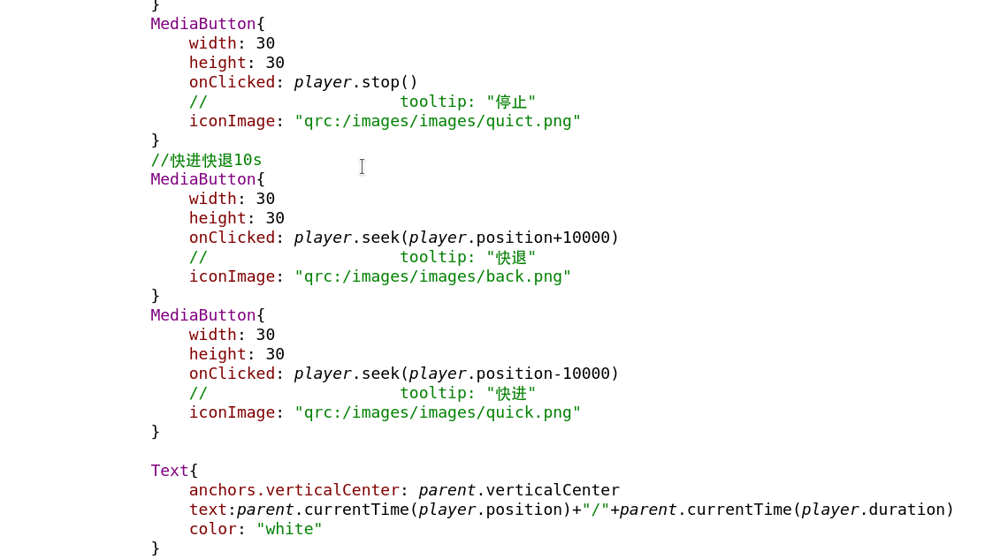 }
MediaButton{
width: 30
height: 30
onClicked: player.stop()
// tooltip: "停止"
iconImage: "qrc:/images/images/quict.png"
}
//快进快退10s
MediaButton{
width: 30
height: 30
onClicked: player.seek(player.position+10000)
// tooltip: "快退"
iconImage: "qrc:/images/images/back.png"
}
MediaButton{
width: 30
height: 30
onClicked: player.seek(player.position-10000)
// tooltip: "快进"
iconImage: "qrc:/images/images/quick.png"
}
Text{
anchors.verticalCenter: parent.verticalCenter
text:parent.currentTime(player.position)+"/"+parent.currentTime(player.duration)
color: "white"
}